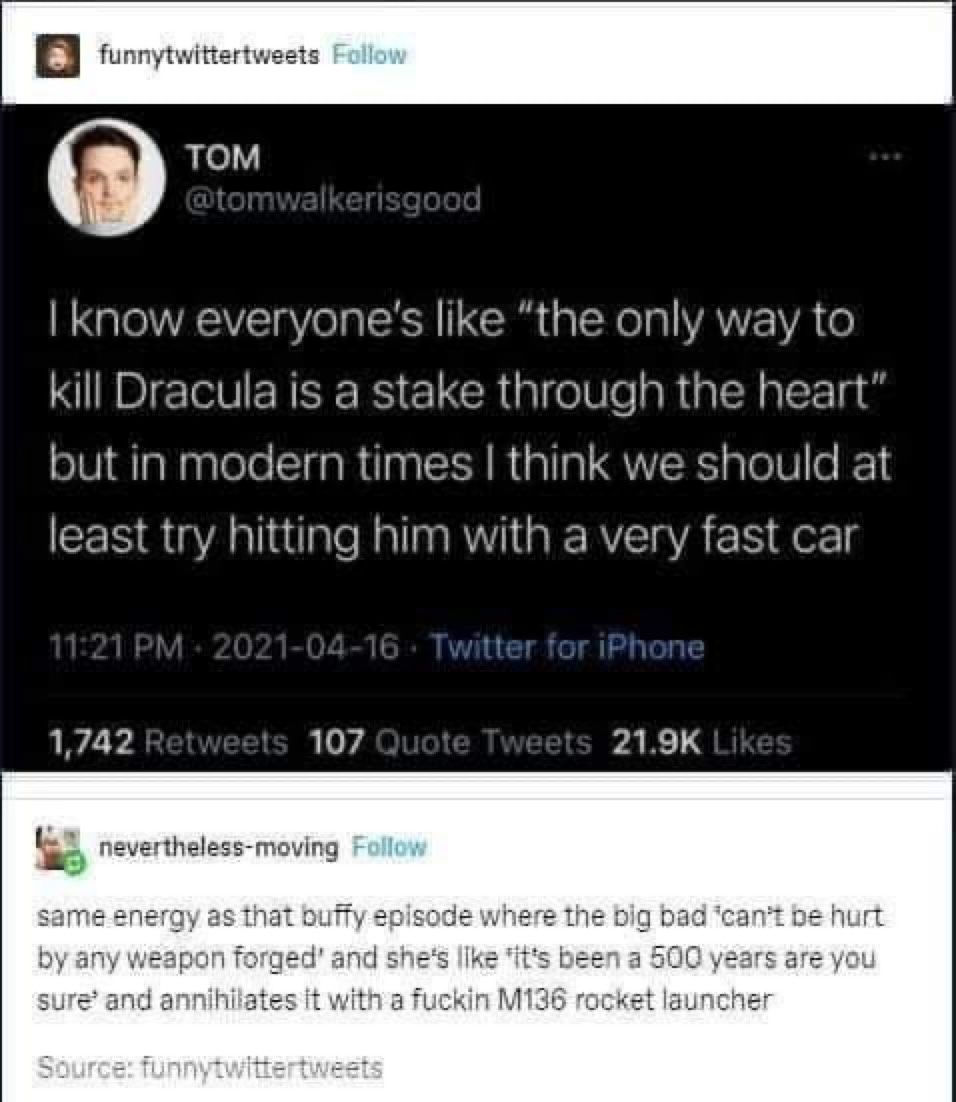 funnytwittertweets Follow
TOM
@tomwalkerisgood
I know everyone's like "the only way to
kill Dracula is a stake through the heart"
but in modern times I think we should at
least try hitting him with a very fast car
11:21 PM · 2021-04-16 · Twitter for iPhone
1,742 Retweets 107 Quote Tweets 21.9K Likes
nevertheless-moving Follow
same energy as that buffy episode where the big bad 'can't be hurt
by any weapon forged' and she's like 'it's been a 500 years are you
sure' and annihilates it with a fuckin M136 rocket launcher
Source: funnytwittertweets